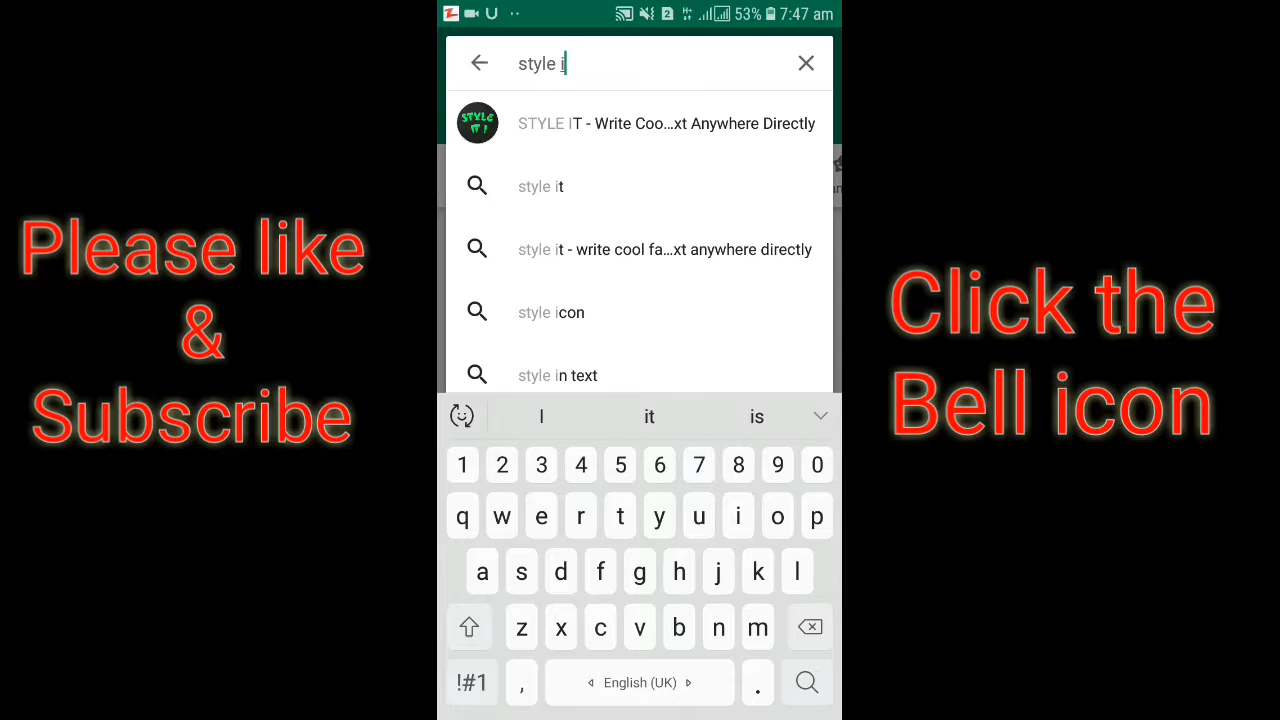 53% 7:47 am
style i
STYLE IT !
STYLE IT - Write Coo...xt Anywhere Directly
style it
style it - write cool fa...xt anywhere directly
style icon
style in text
Please like
&
Subscribe
Click the
Bell icon
I it is
1 2 3 4 5 6 7 8 9 0
q w e r t y u i o p
a s d f g h j k l
z x c v b n m
!#1 , English (UK) .